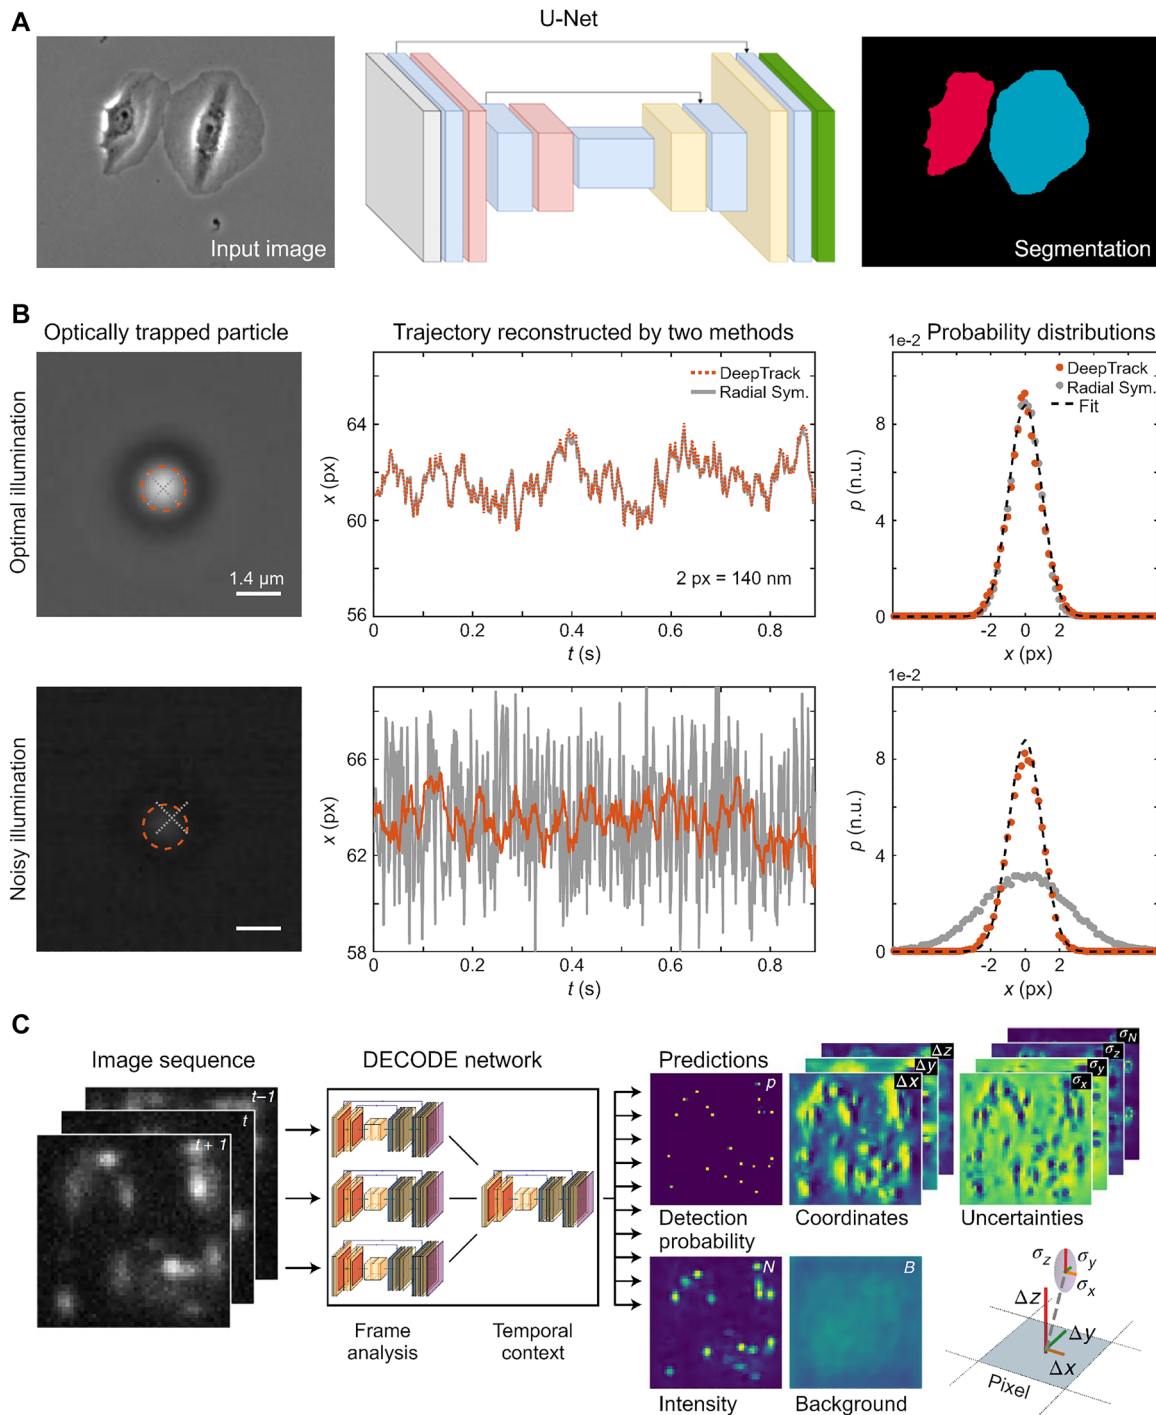 A
U-Net
Input image
Segmentation
B
Optically trapped particle
Trajectory reconstructed by two methods
Probability distributions
Optimal illumination
1.4 µm
x (px)
64
60
56
DeepTrack
Radial Sym.
2 px = 140 nm
0 0.2 0.4 0.6 0.8
t (s)
1e-2
p (n.u.)
8
4
0
DeepTrack
Radial Sym.
Fit
-2 0 2
x (px)
Noisy illumination
x (px)
66
62
58
0 0.2 0.4 0.6 0.8
t (s)
1e-2
p (n.u.)
8
4
0
-2 0 2
x (px)
C
Image sequence
t−1
t
t + 1
DECODE network
Frame
analysis
Temporal
context
Predictions
p
Detection
probability
Δz
Δy
Δx
Coordinates
σN
σz
σy
σx
Uncertainties
N
Intensity
B
Background
σz
σy
σx
Δz
Δy
Δx
Pixel